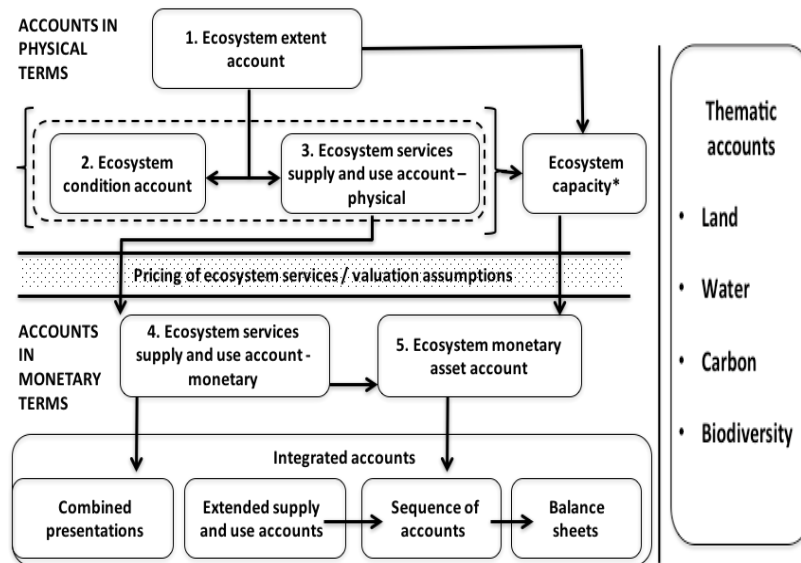 ACCOUNTS IN
PHYSICAL
TERMS
1. Ecosystem extent
account
2. Ecosystem
condition account
3. Ecosystem services
supply and use account –
physical
Ecosystem
capacity*
Pricing of ecosystem services / valuation assumptions
ACCOUNTS
IN
MONETARY
TERMS
4. Ecosystem services
supply and use account -
monetary
5. Ecosystem monetary
asset account
Integrated accounts
Combined
presentations
Extended supply
and use accounts
Sequence of
accounts
Balance
sheets
Thematic
accounts
• Land
• Water
• Carbon
• Biodiversity